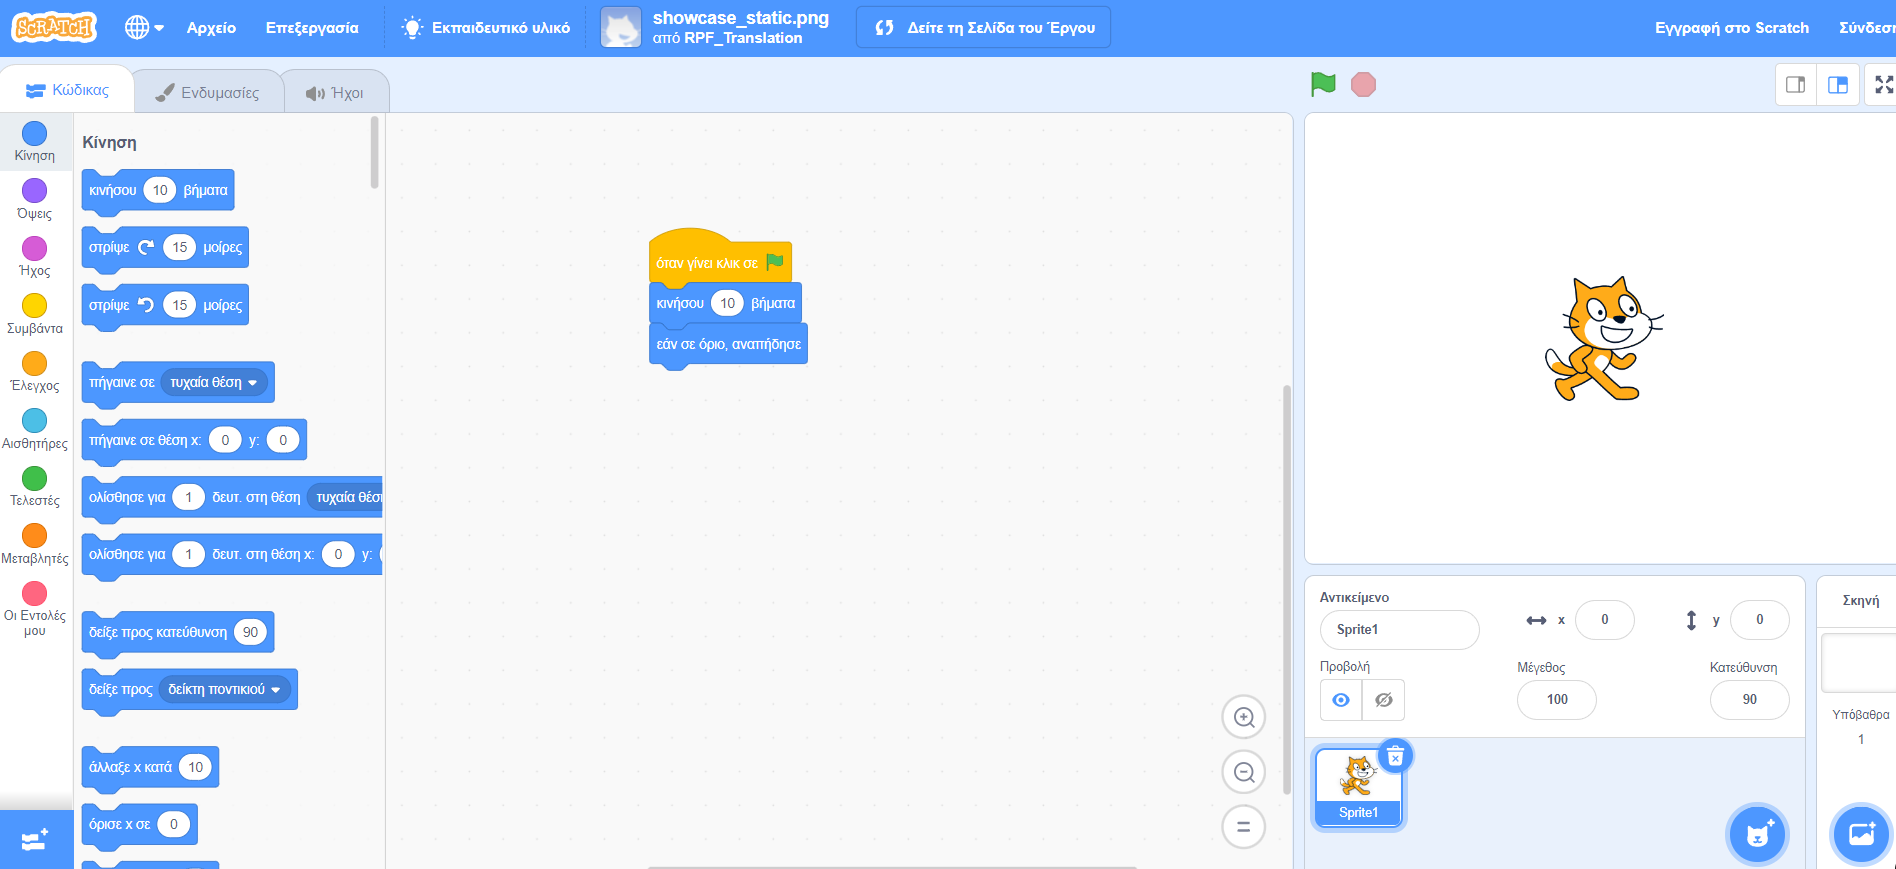 SCRATCH
Αρχείο
Επεξεργασία
Εκπαιδευτικό υλικό
showcase_static.png
από RPF_Translation
Δείτε τη Σελίδα του Έργου
Εγγραφή στο Scratch
Κώδικας
Ενδυμασίες
Ήχοι
Κίνηση
Όψεις
Ήχος
Συμβάντα
Έλεγχος
Αισθητήρες
Τελεστές
Μεταβλητές
Οι Εντολές
μου
Κίνηση
κινήσου 10 βήματα
στρίψε 15 μοίρες
στρίψε 15 μοίρες
πήγαινε σε τυχαία θέση
πήγαινε σε θέση x: 0 y: 0
ολίσθησε για 1 δευτ. στη θέση τυχαία
ολίσθησε για 1 δευτ. στη θέση x: 0 y:
δείξε προς κατεύθυνση 90
δείξε προς δείκτη ποντικιού
άλλαξε x κατά 10
όρισε x σε 0
όταν γίνει κλικ σε
κινήσου 10 βήματα
εάν σε όριο, αναπήδησε
Αντικείμενο
Sprite1
x 0
y 0
Προβολή
Μέγεθος
100
Κατεύθυνση
90
Sprite1
Σκηνή
Υπόβαθρα
1